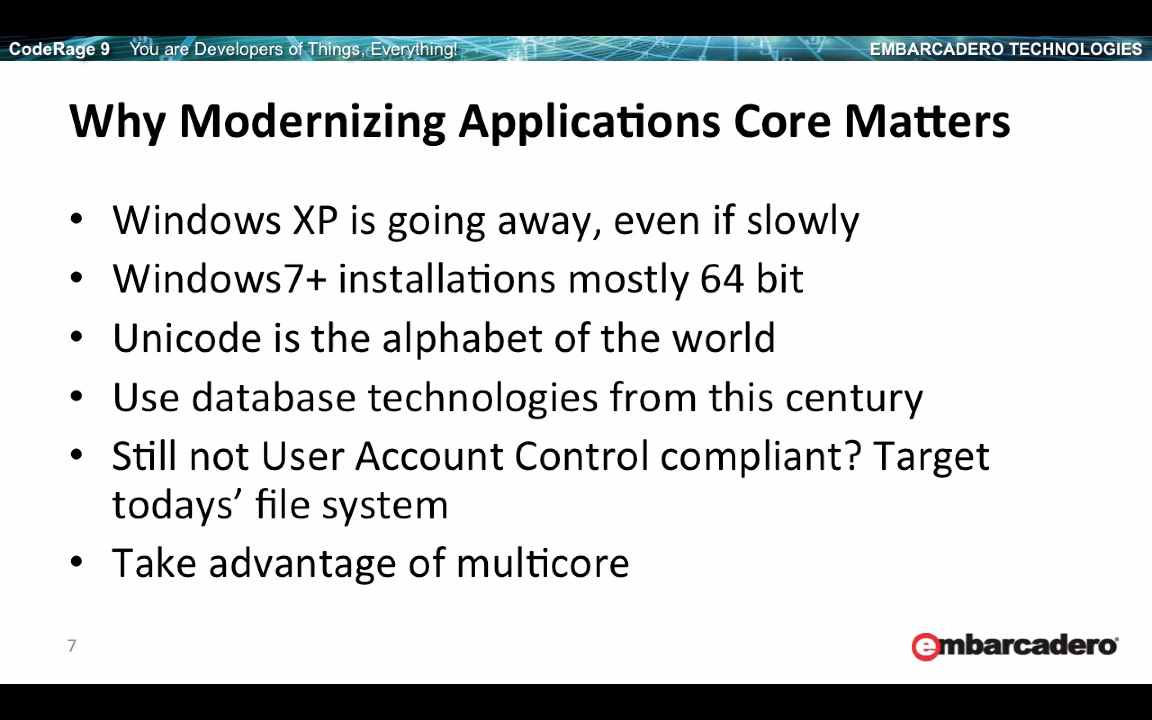 CodeRage 9 You are Developers of Things, Everything! EMBARCADERO TECHNOLOGIES
Why Modernizing Applications Core Matters
• Windows XP is going away, even if slowly
• Windows7+ installations mostly 64 bit
• Unicode is the alphabet of the world
• Use database technologies from this century
• Still not User Account Control compliant? Target
todays’ file system
• Take advantage of multicore
7
embarcadero®